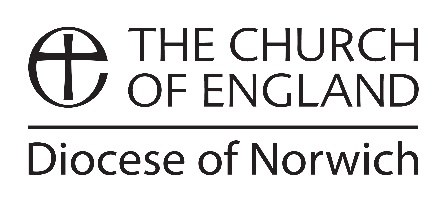 THE CHURCH
OF ENGLAND
Diocese of Norwich